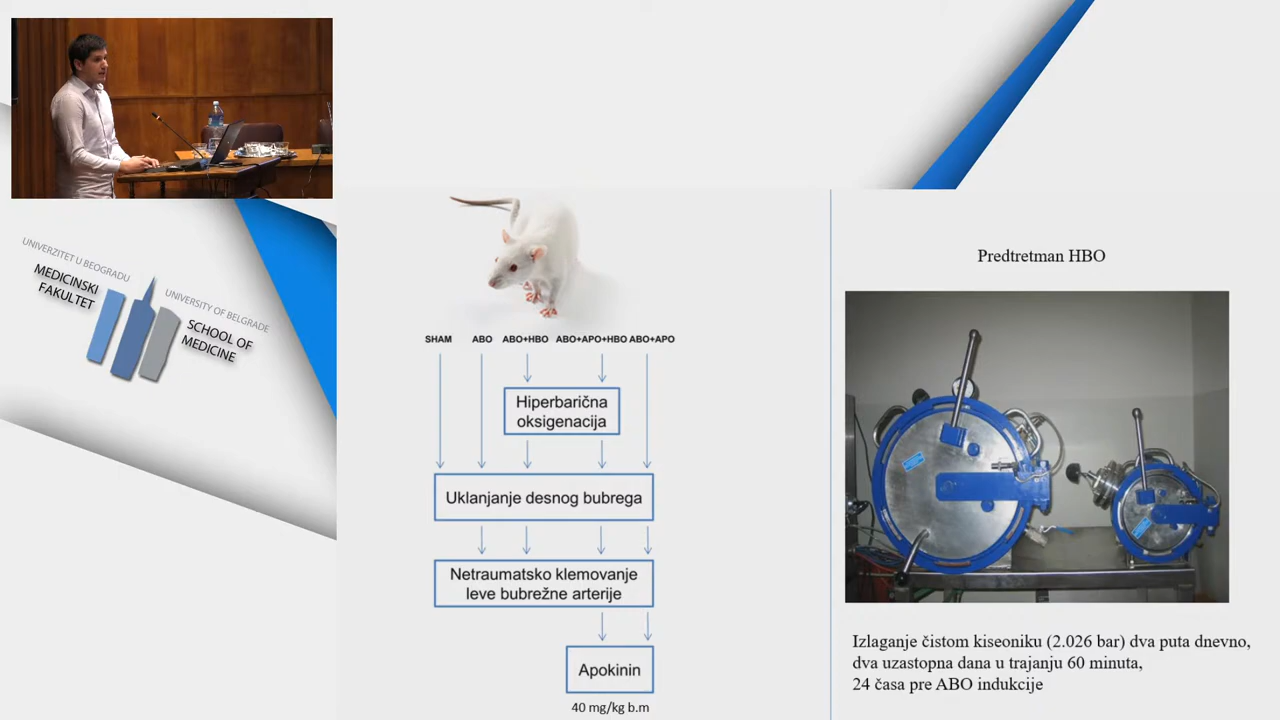 UNIVERZITET U BEOGRADU
MEDICINSKI
FAKULTET
UNIVERSITY OF BELGRADE
SCHOOL OF
MEDICINE
SHAM ABO ABO+HBO ABO+APO+HBO ABO+APO
Hiperbarična
oksigenacija
Uklanjanje desnog bubrega
Netraumatsko klemovanje
leve bubrežne arterije
Apokinin
40 mg/kg b.m
Predtretman HBO
Izlaganje čistom kiseoniku (2.026 bar) dva puta dnevno,
dva uzastopna dana u trajanju 60 minuta,
24 časa pre ABO indukcije